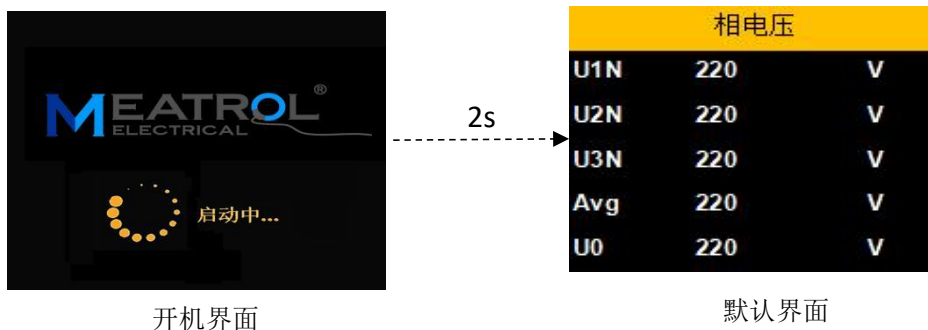 MEATROL®
ELECTRICAL
启动中...
开机界面
2s
相电压
U1N 220 V
U2N 220 V
U3N 220 V
Avg 220 V
U0 220 V
默认界面